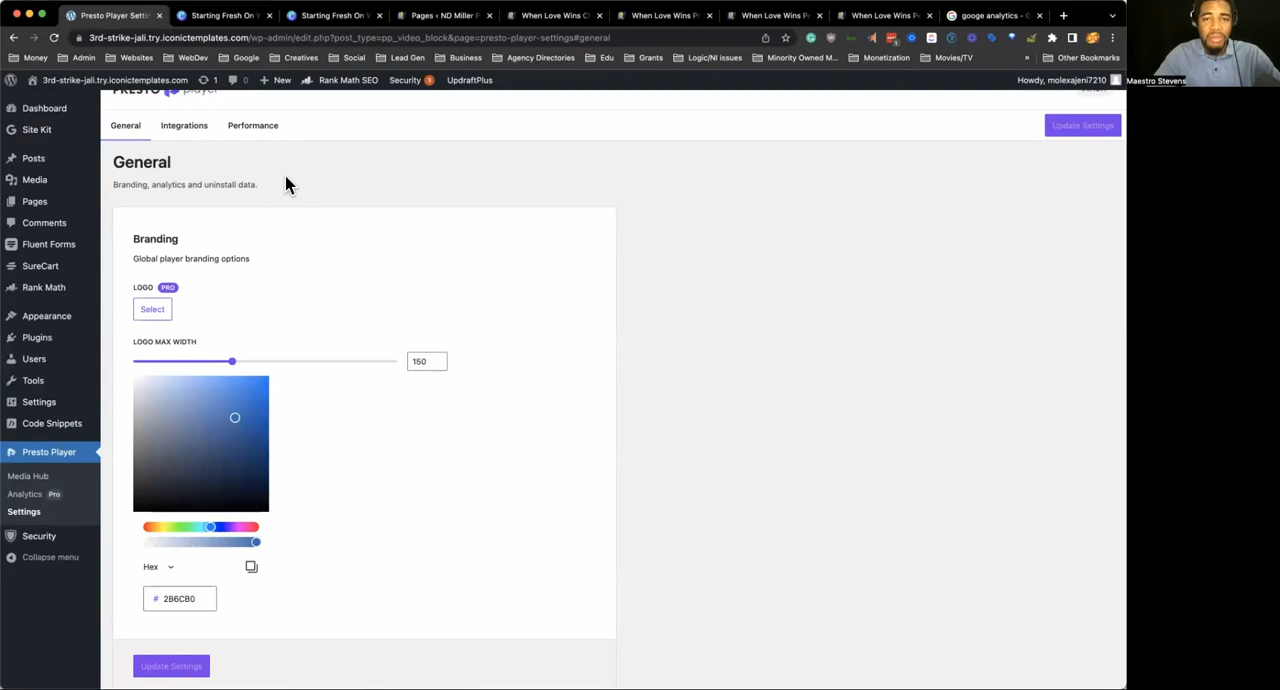 Presto Player Setti
Starting Fresh On V
Starting Fresh On V
Pages ‹ ND Miller P
When Love Wins C
When Love Wins P
When Love Wins P
When Love Wins P
googe analytics - G
3rd-strike-jali.try.iconictemplates.com/wp-admin/edit.php?post_type=pp_video_block&page=presto-player-settings#general
Money
Admin
Websites
WebDev
Google
Creatives
Social
Lead Gen
Business
Agency Directories
Edu
Grants
Logic/NI issues
Minority Owned M...
Monetization
Movies/TV
»
Other Bookmarks
3rd-strike-jali.try.iconictemplates.com
1
0
New
Rank Math SEO
Security
UpdraftPlus
Howdy, molexajeni7210
Maestro Stevens
Dashboard
Site Kit
Posts
Media
Pages
Comments
Fluent Forms
SureCart
Rank Math
Appearance
Plugins
Users
Tools
Settings
Code Snippets
Presto Player
Media Hub
Analytics Pro
Settings
Security
Collapse menu
PRESTO player
General
Integrations
Performance
Update Settings
General
Branding, analytics and uninstall data.
Branding
Global player branding options
LOGO PRO
Select
LOGO MAX WIDTH
150
Hex
# 2B6CB0
Update Settings